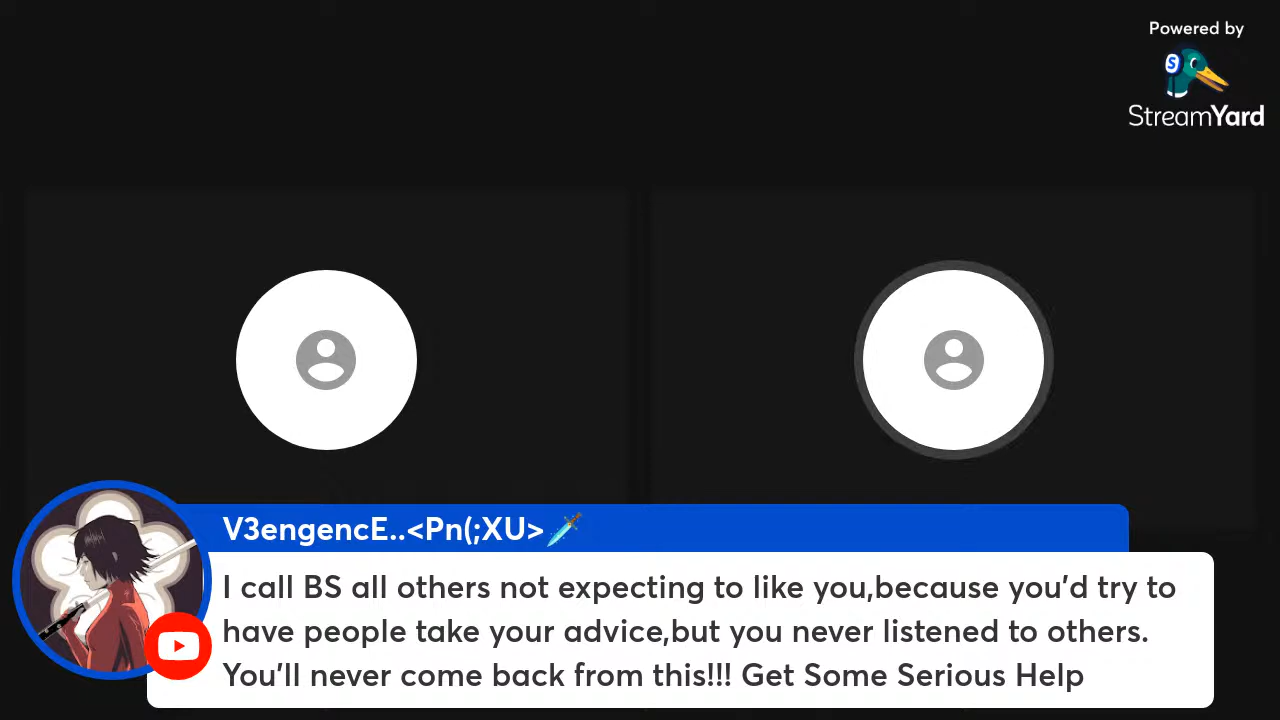 Powered by
S
StreamYard
V3engencE..<Pn(;XU>🗡️
I call BS all others not expecting to like you,because you'd try to
have people take your advice,but you never listened to others.
You'll never come back from this!!! Get Some Serious Help